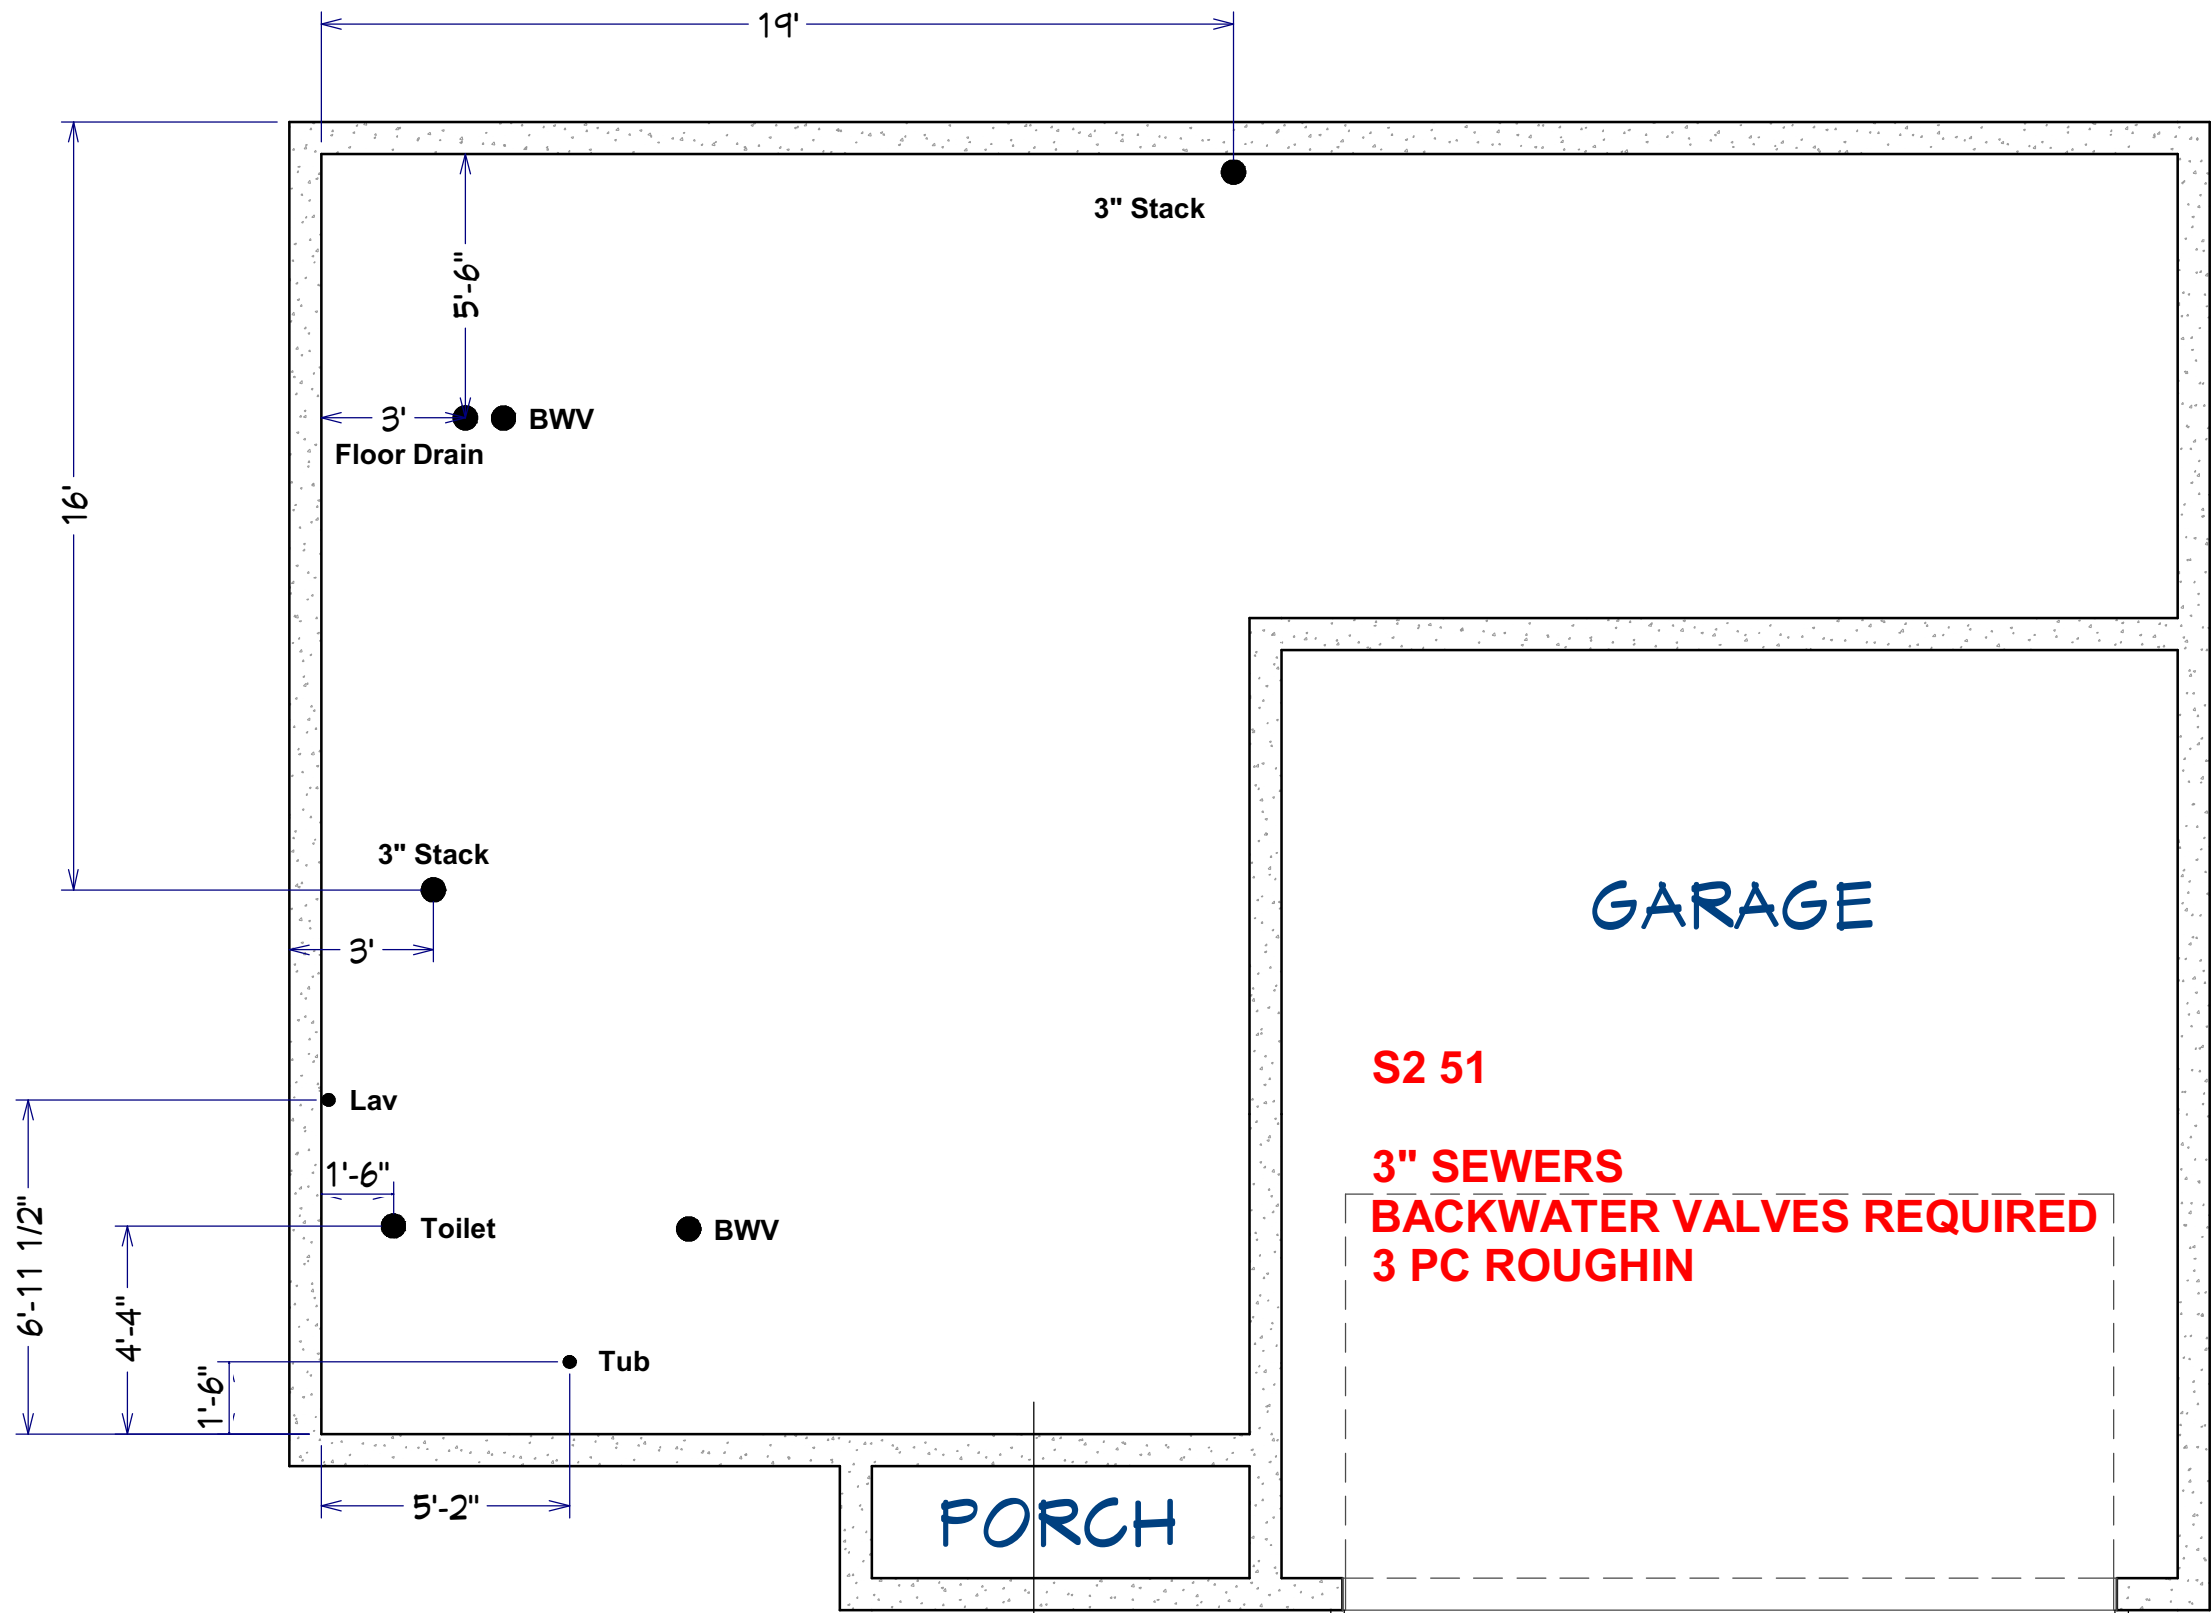 19'
3" Stack
5'-6"
3'
BWV
Floor Drain
16'
3" Stack
3'
GARAGE
S2 51
Lav
3" SEWERS
1'-6"
BACKWATER VALVES REQUIRED
Toilet
BWV
3 PC ROUGHIN
6'-11 1/2"
4'-4"
Tub
1'-6"
5'-2"
PORCH